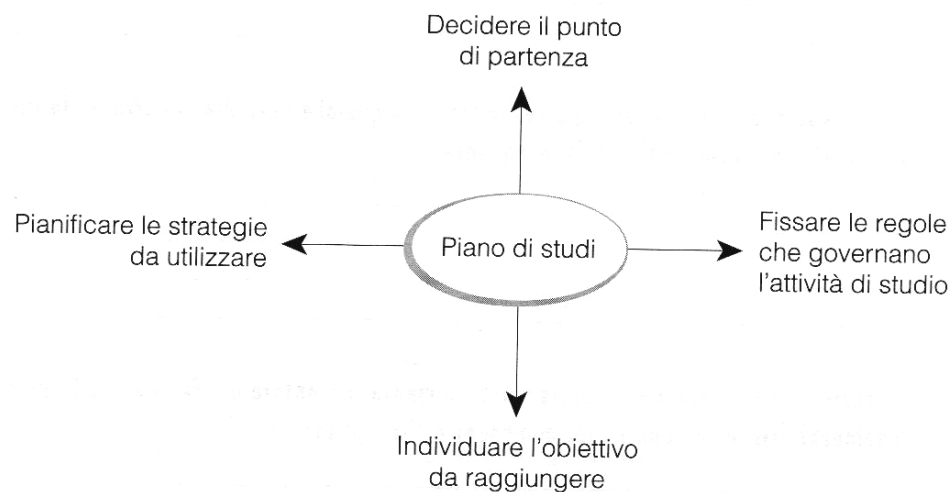 Decidere il punto
di partenza
Pianificare le strategie
da utilizzare
Piano di studi
Fissare le regole
che governano
l'attività di studio
Individuare l'obiettivo
da raggiungere